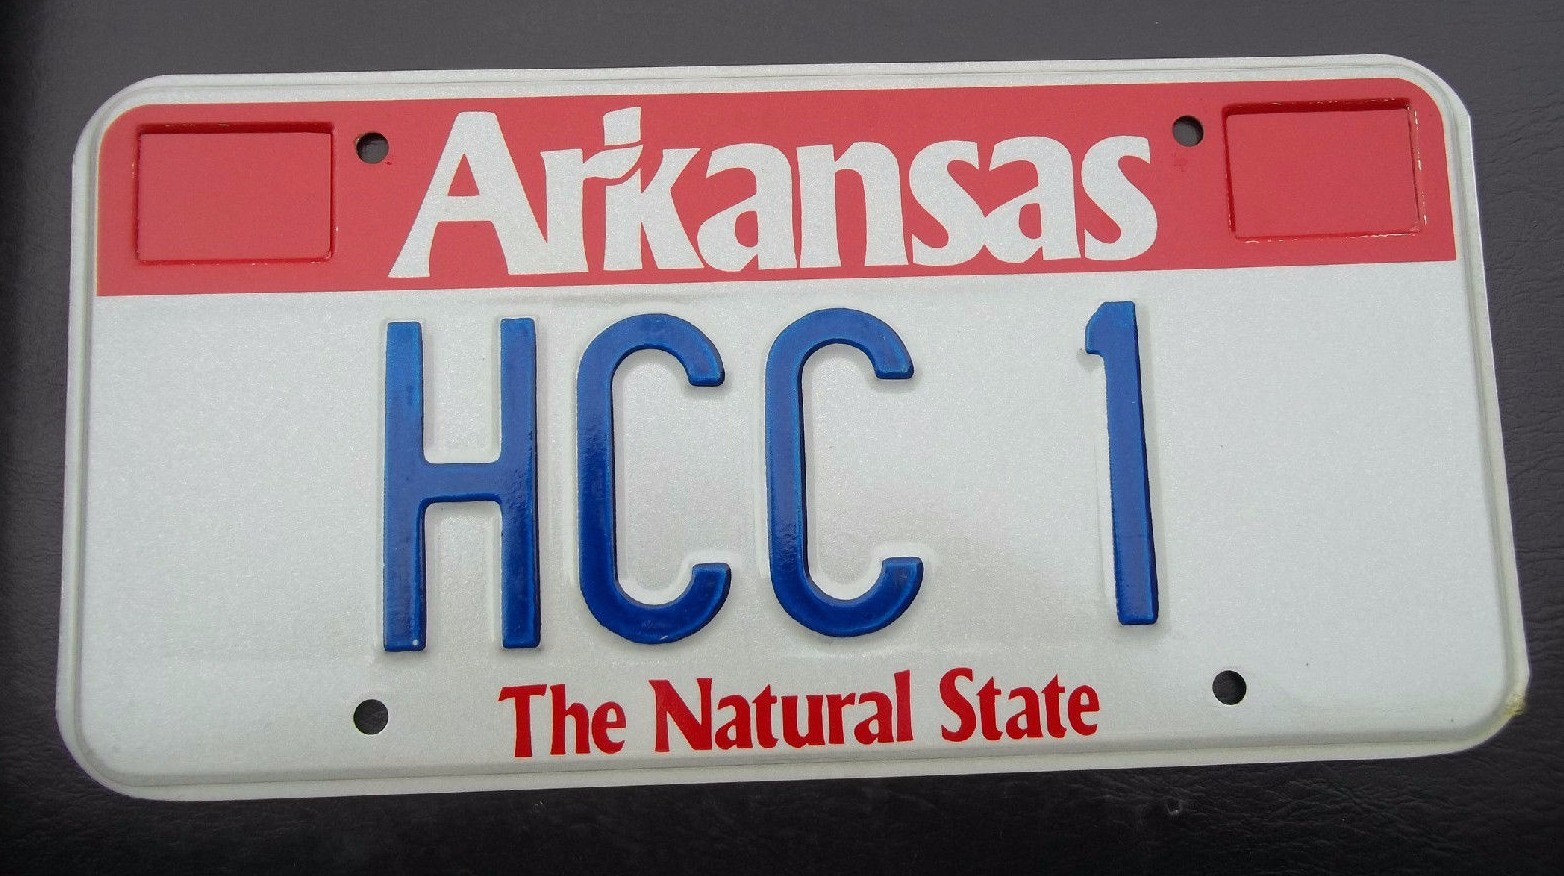 Arkansas
HCC 1
The Natural State